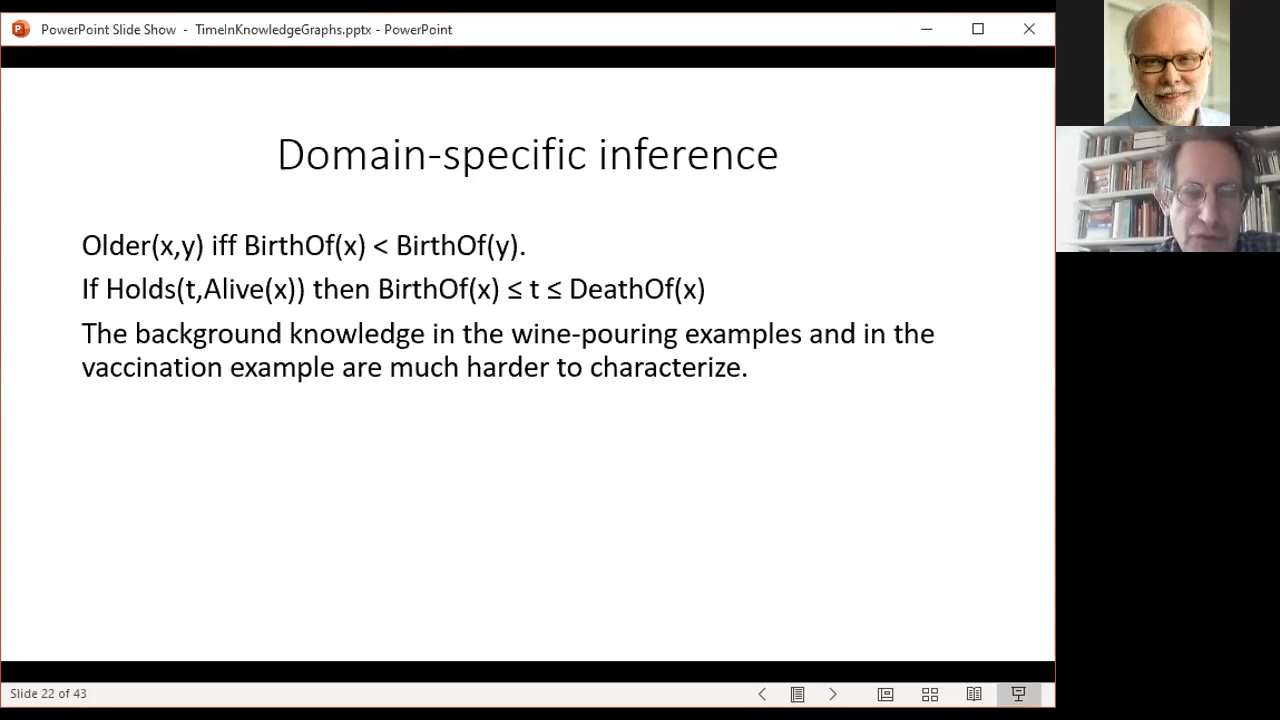 PowerPoint Slide Show - TimeInKnowledgeGraphs.pptx - PowerPoint
Domain-specific inference
Older(x,y) iff BirthOf(x) < BirthOf(y).
If Holds(t,Alive(x)) then BirthOf(x) ≤ t ≤ DeathOf(x)
The background knowledge in the wine-pouring examples and in the
vaccination example are much harder to characterize.
Slide 22 of 43